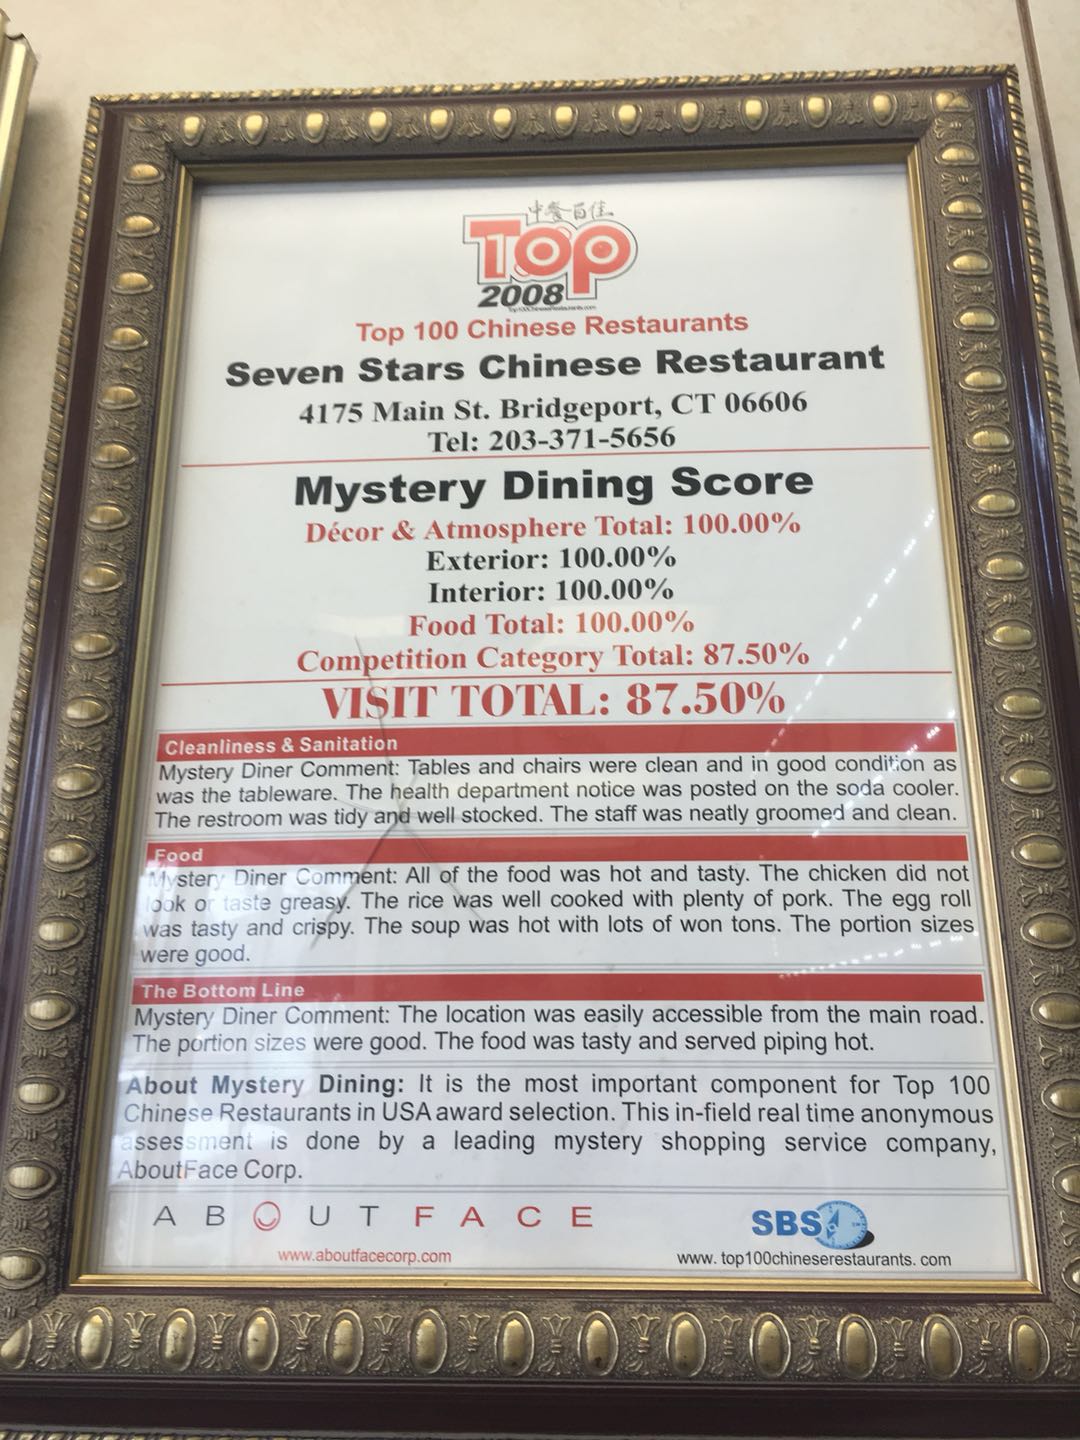 中餐百佳
Top
2008
Top100ChineseRestaurants.com
Top 100 Chinese Restaurants
Seven Stars Chinese Restaurant
4175 Main St. Bridgeport, CT 06606
Tel: 203-371-5656
Mystery Dining Score
Décor & Atmosphere Total: 100.00%
Exterior: 100.00%
Interior: 100.00%
Food Total: 100.00%
Competition Category Total: 87.50%
VISIT TOTAL: 87.50%
Cleanliness & Sanitation
Mystery Diner Comment: Tables and chairs were clean and in good condition as
was the tableware. The health department notice was posted on the soda cooler.
The restroom was tidy and well stocked. The staff was neatly groomed and clean.
Food
Mystery Diner Comment: All of the food was hot and tasty. The chicken did not
look or taste greasy. The rice was well cooked with plenty of pork. The egg roll
was tasty and crispy. The soup was hot with lots of won tons. The portion sizes
were good.
The Bottom Line
Mystery Diner Comment: The location was easily accessible from the main road.
The portion sizes were good. The food was tasty and served piping hot.
About Mystery Dining: It is the most important component for Top 100
Chinese Restaurants in USA award selection. This in-field real time anonymous
assessment is done by a leading mystery shopping service company,
AboutFace Corp.
ABOUTFACE
SBS
www.aboutfacecorp.com
www. top100chineserestaurants. com